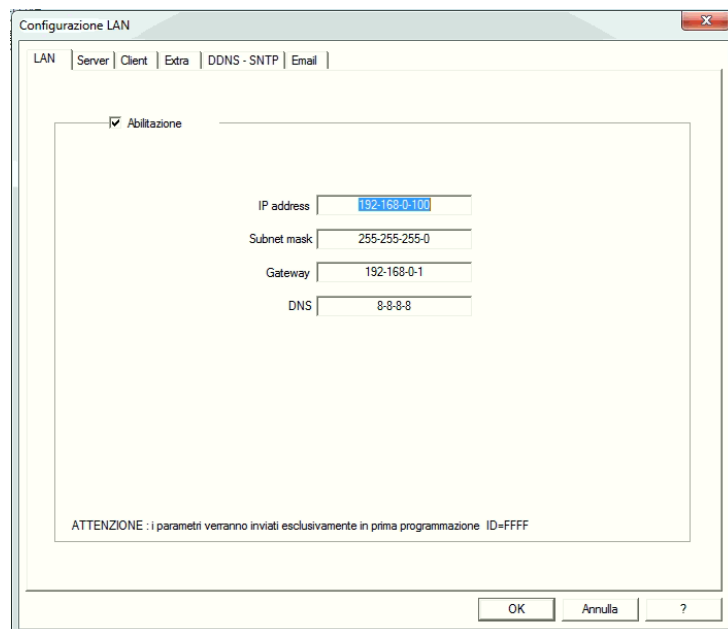 Configurazione LAN
LAN Server Client Extra DDNS - SNTP Email
Abilitazione
IP address 192-168-0-100
Subnet mask 255-255-255-0
Gateway 192-168-0-1
DNS 8-8-8-8
ATTENZIONE : i parametri verranno inviati esclusivamente in prima programmazione ID=FFFF
OK Annulla ?